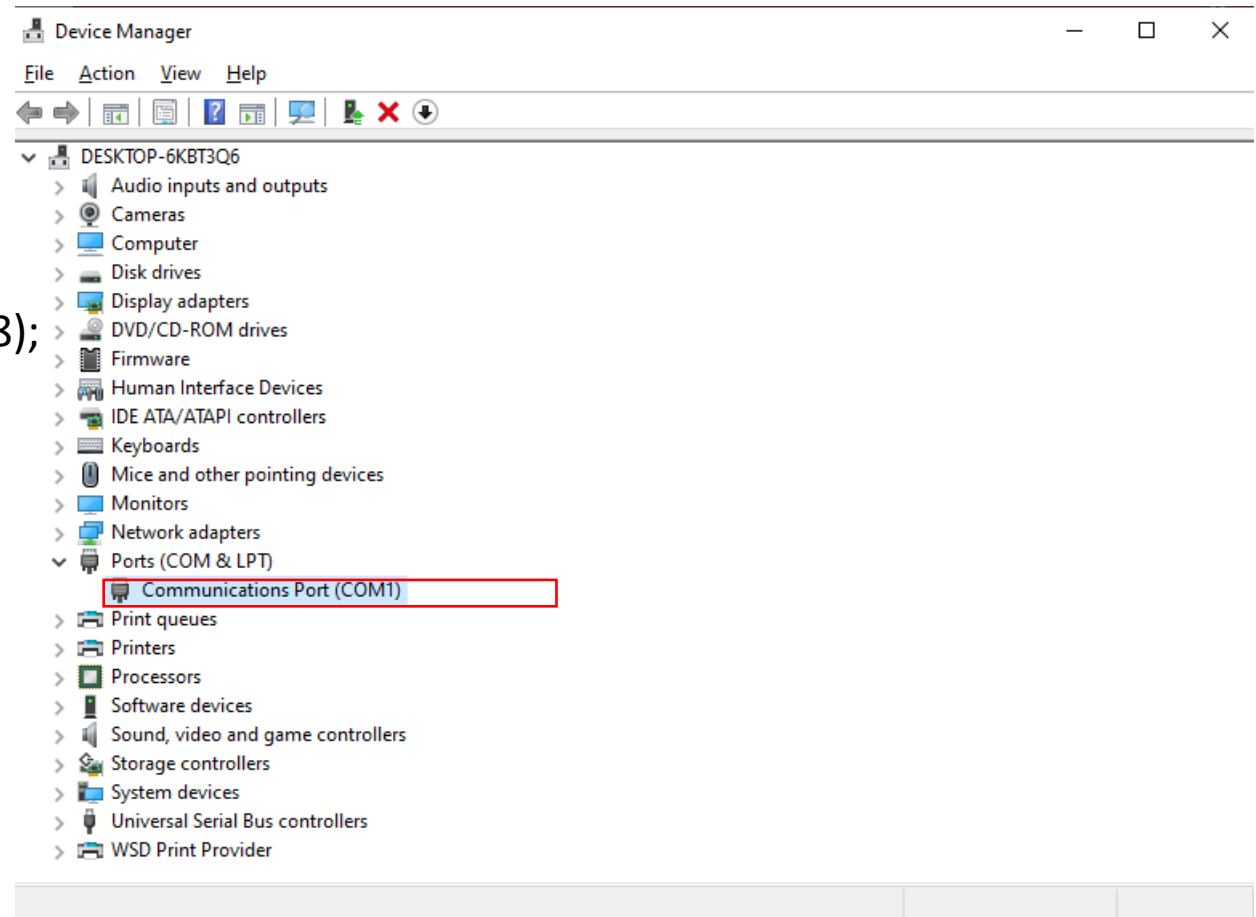 Device Manager
File Action View Help
DESKTOP-6KBT3Q6
Audio inputs and outputs
Cameras
Computer
Disk drives
Display adapters
3);
DVD/CD-ROM drives
Firmware
Human Interface Devices
IDE ATA/ATAPI controllers
Keyboards
Mice and other pointing devices
Monitors
Network adapters
Ports (COM & LPT)
Communications Port (COM1)
Print queues
Printers
Processors
Software devices
Sound, video and game controllers
Storage controllers
System devices
Universal Serial Bus controllers
WSD Print Provider